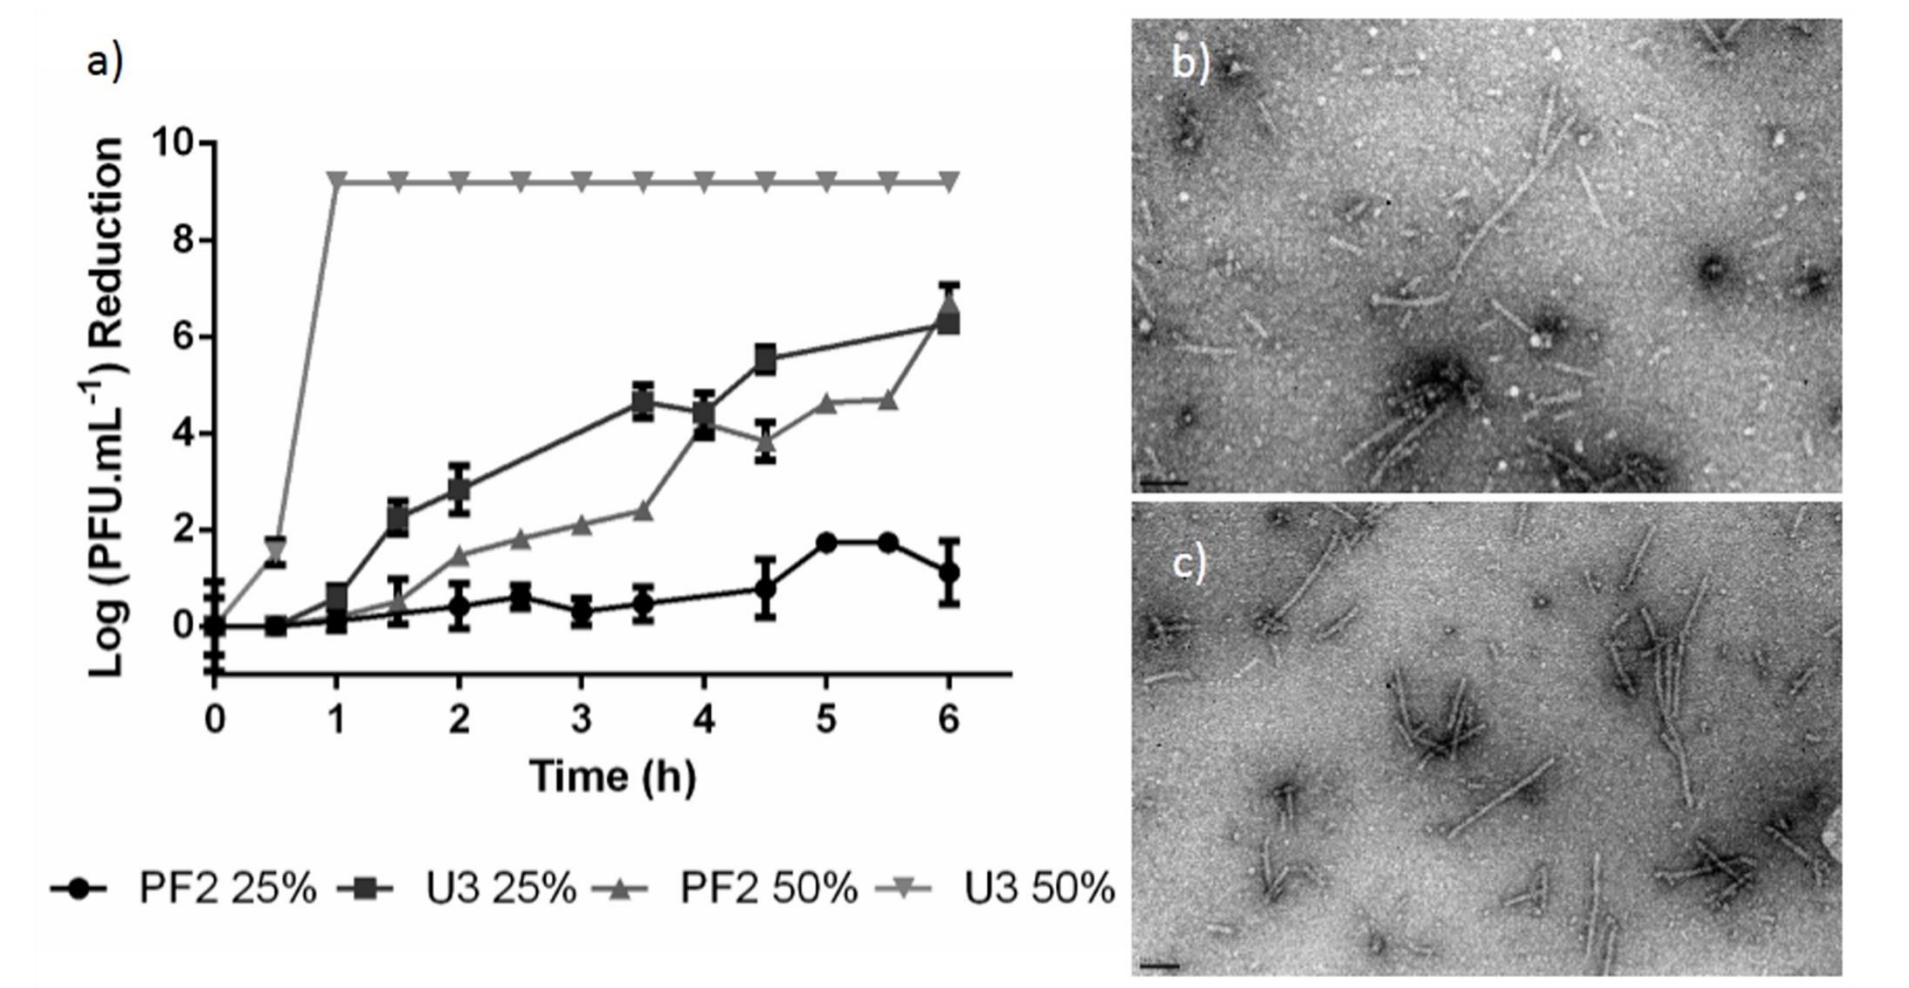 a)
Log (PFU.mL-1) Reduction
10
8
6
4
2
0
0 1 2 3 4 5 6
Time (h)
PF2 25% U3 25% PF2 50% U3 50%
b)
c)